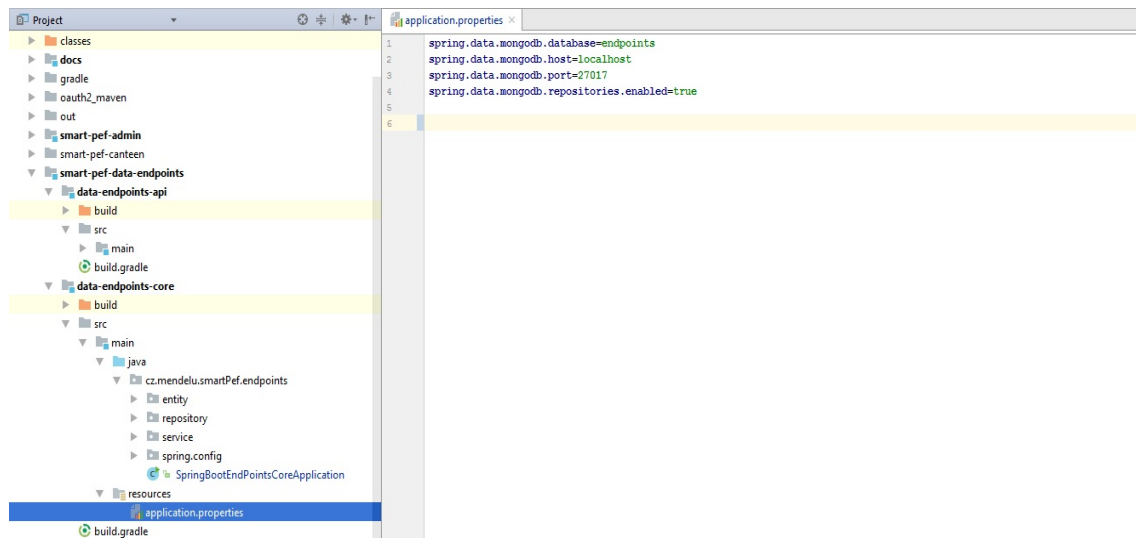 Project
classes
docs
gradle
oauth2_maven
out
smart-pef-admin
smart-pef-canteen
smart-pef-data-endpoints
data-endpoints-api
build
src
main
build.gradle
data-endpoints-core
build
src
main
java
cz.mendelu.smartPef.endpoints
entity
repository
service
spring.config
SpringBootEndPointsCoreApplication
resources
application.properties
build.gradle
application.properties
1 spring.data.mongodb.database=endpoints
2 spring.data.mongodb.host=localhost
3 spring.data.mongodb.port=27017
4 spring.data.mongodb.repositories.enabled=true
5
6